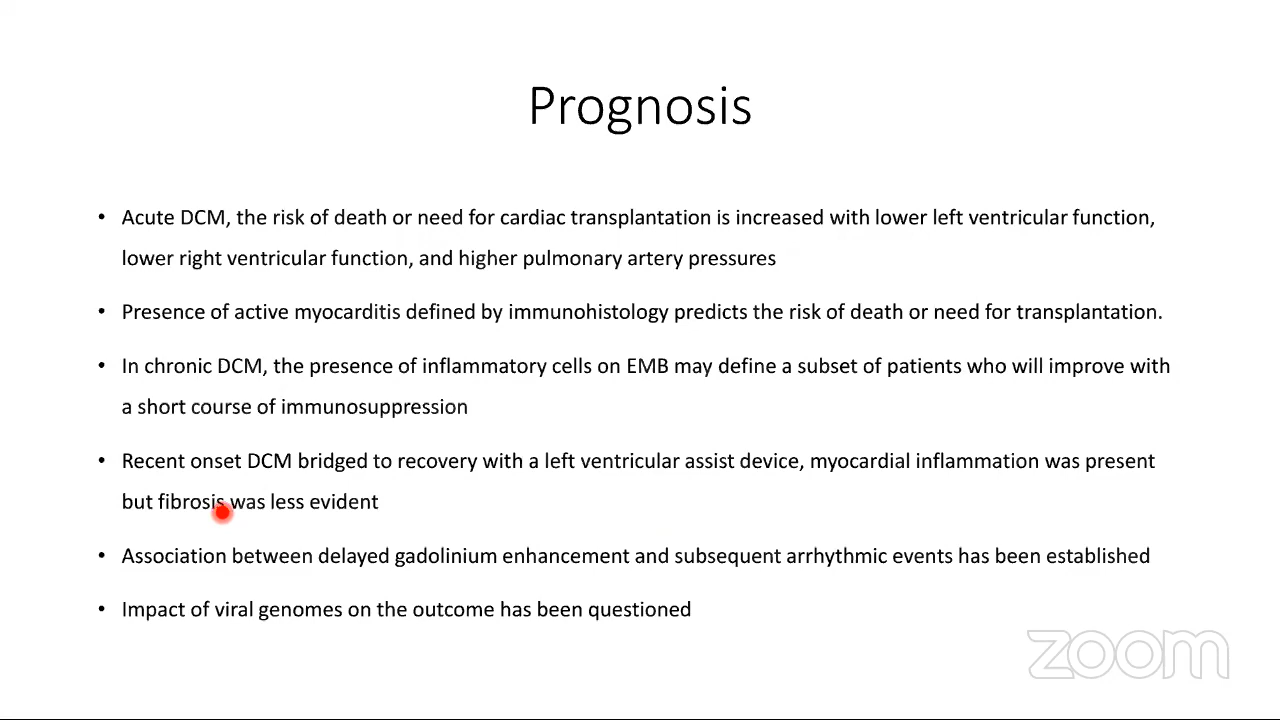 Prognosis
• Acute DCM, the risk of death or need for cardiac transplantation is increased with lower left ventricular function,
lower right ventricular function, and higher pulmonary artery pressures
• Presence of active myocarditis defined by immunohistology predicts the risk of death or need for transplantation.
• In chronic DCM, the presence of inflammatory cells on EMB may define a subset of patients who will improve with
a short course of immunosuppression
• Recent onset DCM bridged to recovery with a left ventricular assist device, myocardial inflammation was present
but fibrosis was less evident
• Association between delayed gadolinium enhancement and subsequent arrhythmic events has been established
• Impact of viral genomes on the outcome has been questioned
zoom